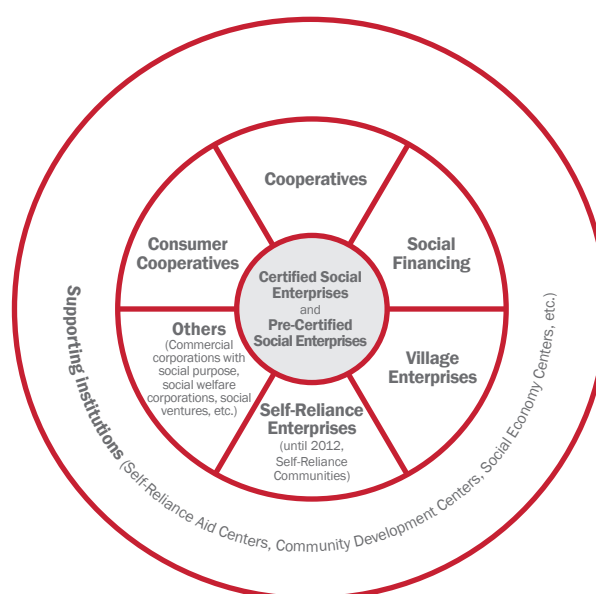 Cooperatives
Consumer
Cooperatives
Social
Financing
Certified Social
Enterprises
and
Pre-Certified
Social Enterprises
Others
(Commercial
corporations with
social purpose,
social welfare
corporations, social
ventures, etc.)
Village
Enterprises
Self-Reliance
Enterprises
(until 2012,
Self-Reliance
Communities)
Supporting institutions (Self-Reliance Aid Centers, Community Development Centers, Social Economy Centers, etc.)